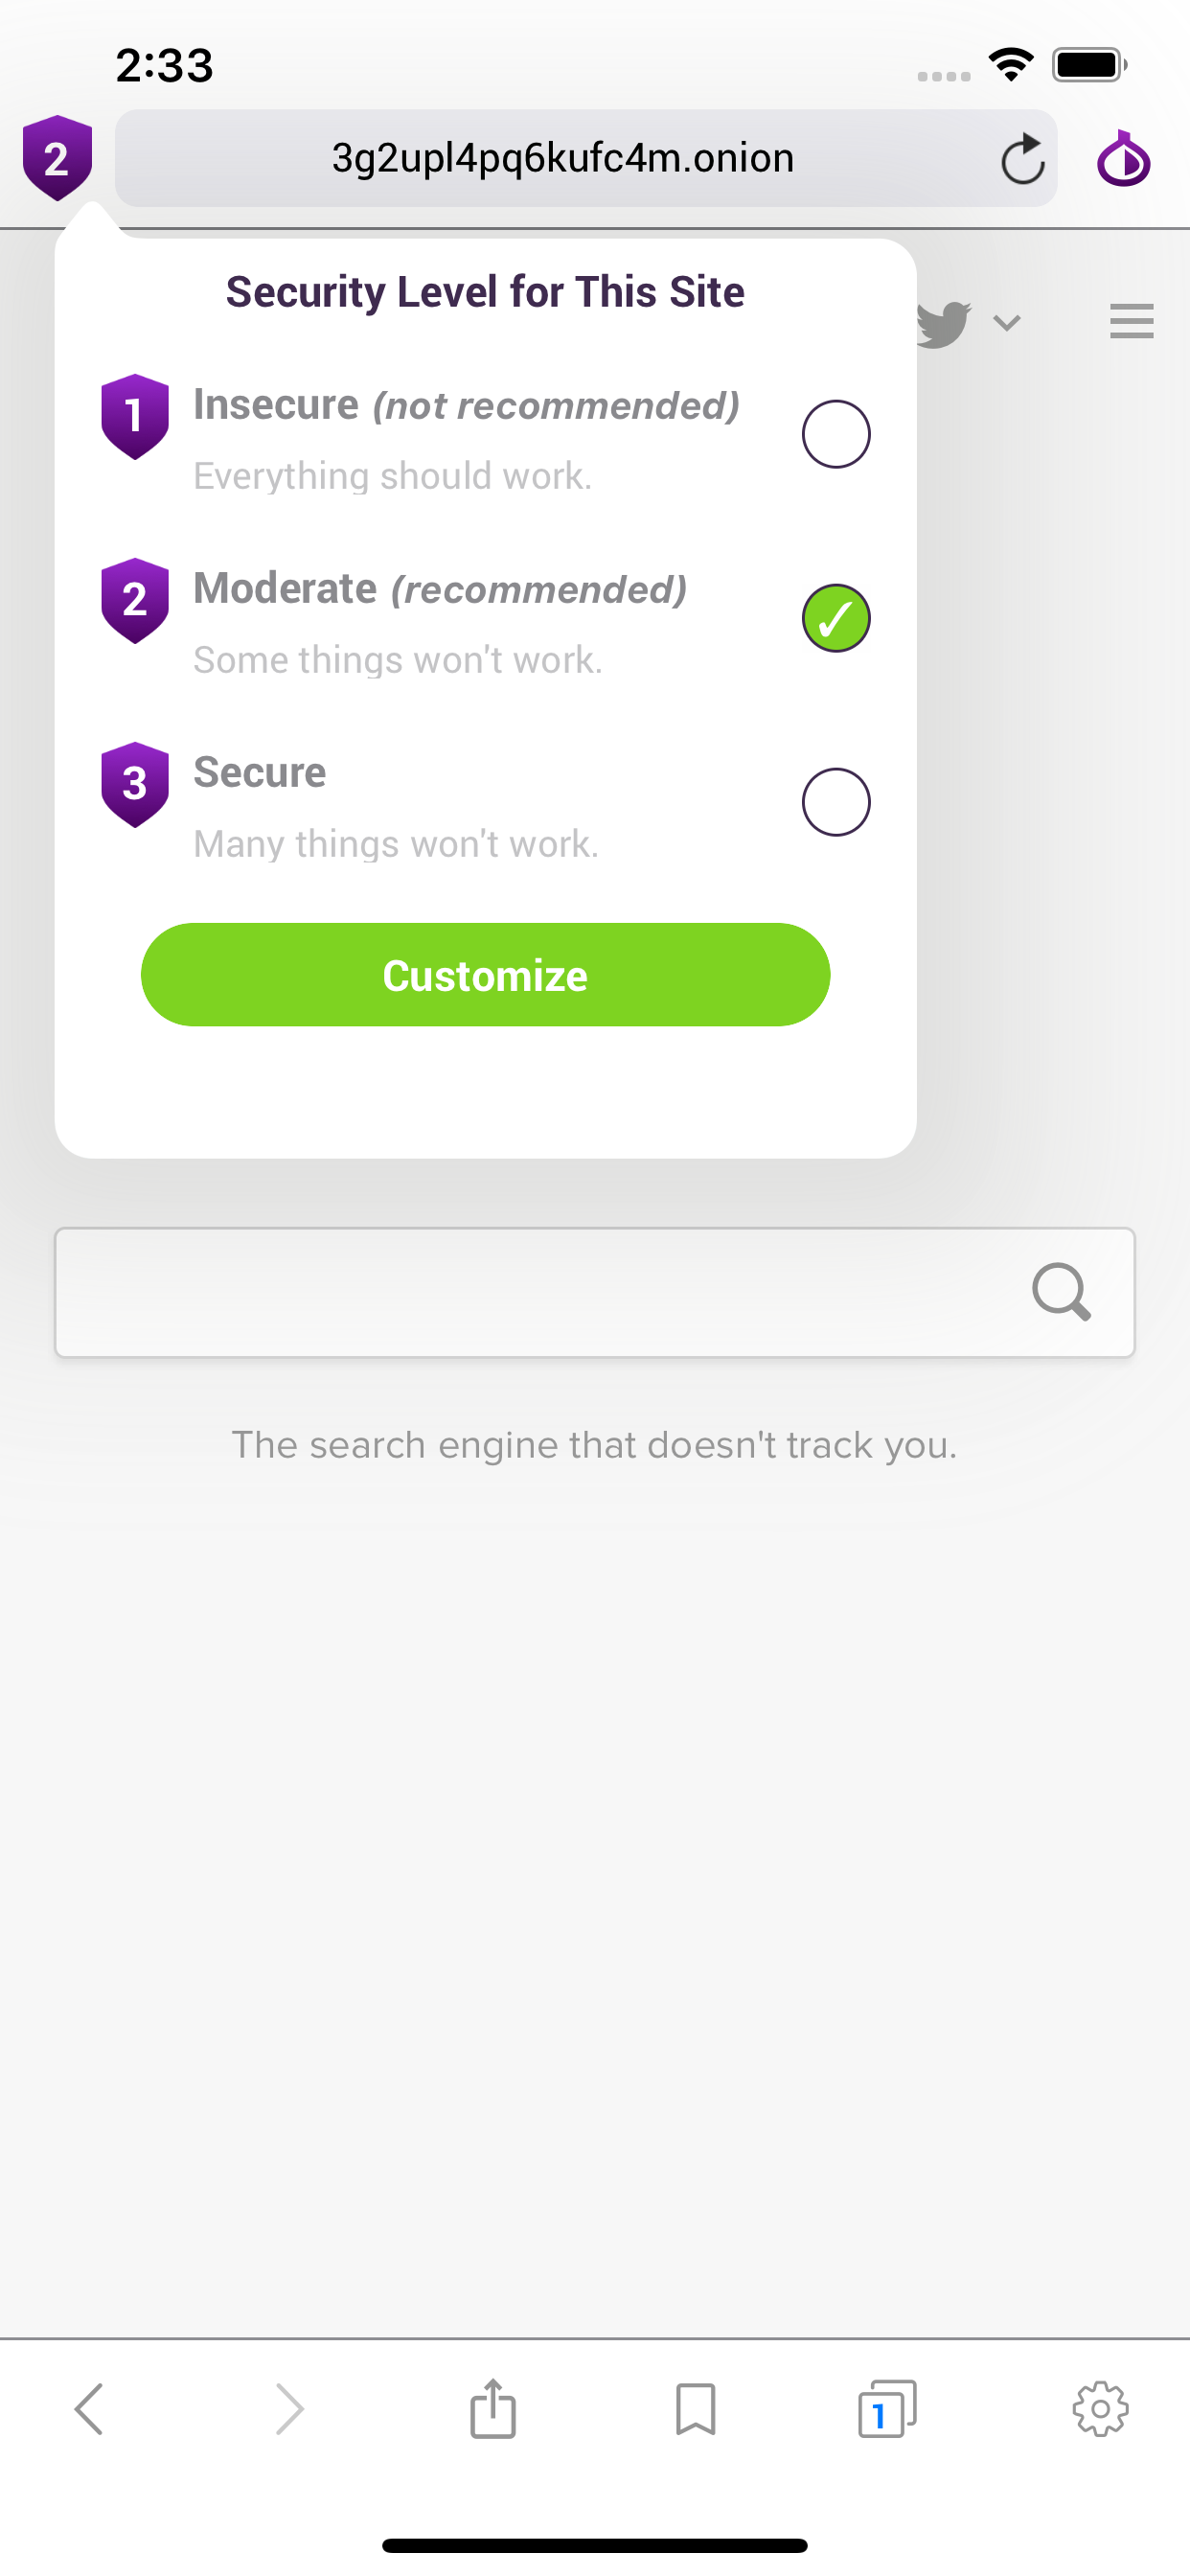 2:33
2
3g2upl4pq6kufc4m.onion
Security Level for This Site
1
Insecure (not recommended)
Everything should work.
2
Moderate (recommended)
Some things won't work.
3
Secure
Many things won't work.
Customize
The search engine that doesn't track you.
1